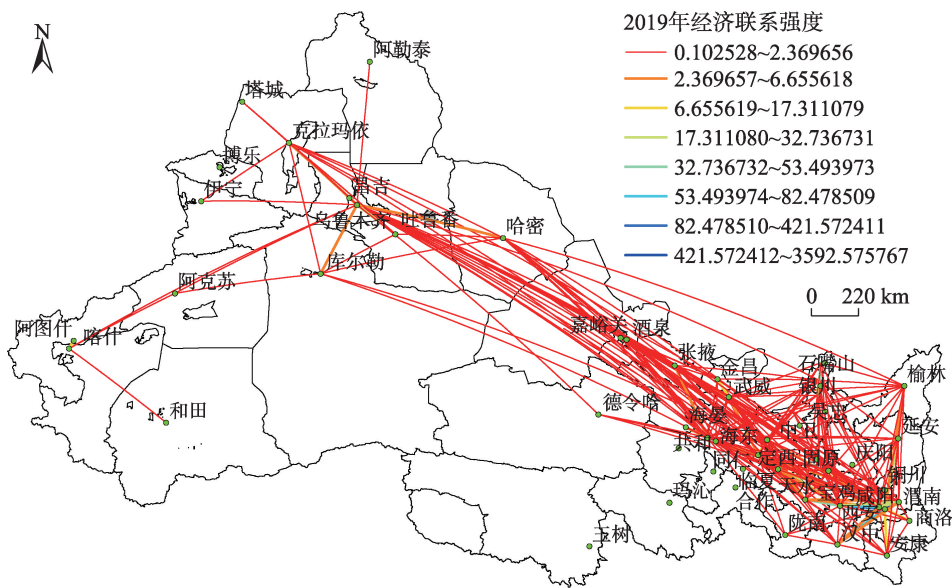 N
2019年经济联系强度
0.102528~2.369656
2.369657~6.655618
6.655619~17.311079
17.311080~32.736731
32.736732~53.493973
53.493974~82.478509
82.478510~421.572411
421.572412~3592.575767
0 220 km
阿勒泰
塔城
克拉玛依
博乐
伊宁
昌吉
乌鲁木齐
吐鲁番
哈密
库尔勒
阿克苏
阿图什
喀什
和田
嘉峪关
酒泉
张掖
金昌
武威
石嘴山
银川
吴忠
榆林
德令哈
海晏
海东
中卫
延安
共和
同仁
定西
固原
庆阳
铜川
临夏
合作
天水
宝鸡
咸阳
渭南
玛沁
西安
商洛
陇南
汉中
安康
玉树